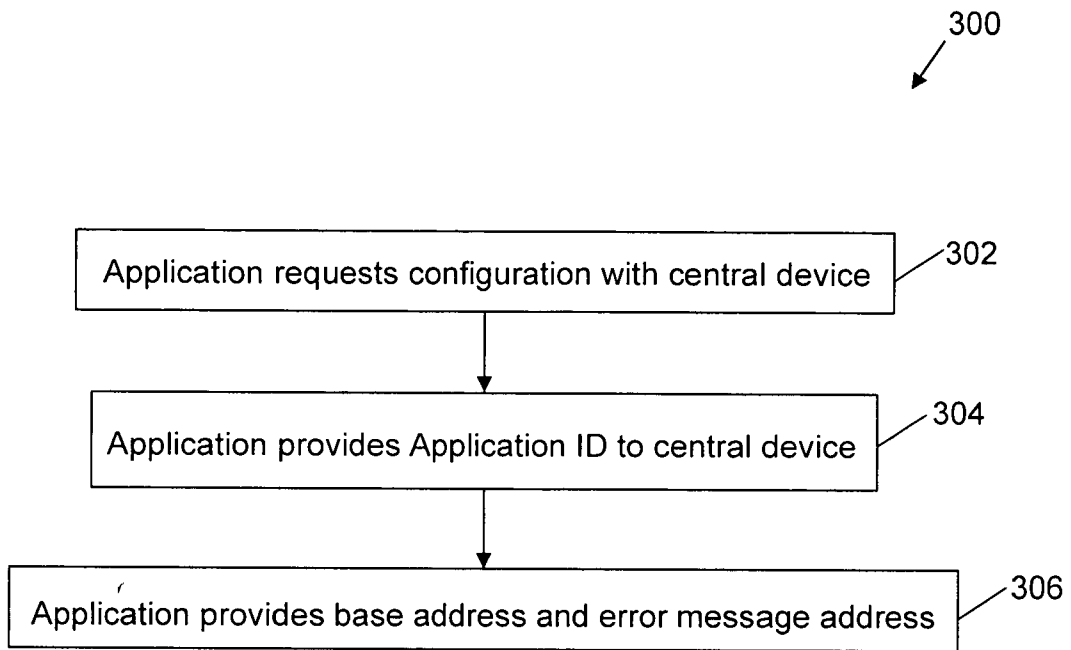 300
Application requests configuration with central device
302
Application provides Application ID to central device
304
Application provides base address and error message address
306